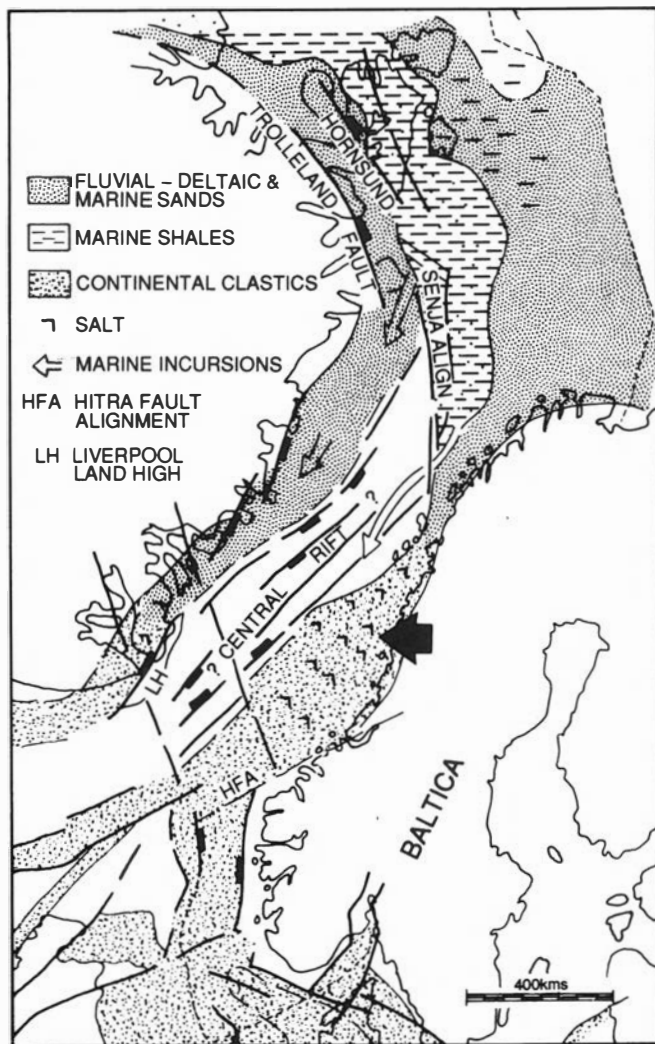 TROLLELAND
FAULT
HORNSUND
SENJA ALIGN
FLUVIAL – DELTAIC &
MARINE SANDS
MARINE SHALES
CONTINENTAL CLASTICS
SALT
MARINE INCURSIONS
HFA HITRA FAULT
ALIGNMENT
LH LIVERPOOL
LAND HIGH
?
CENTRAL RIFT
?
LH
HFA
BALTICA
400kms